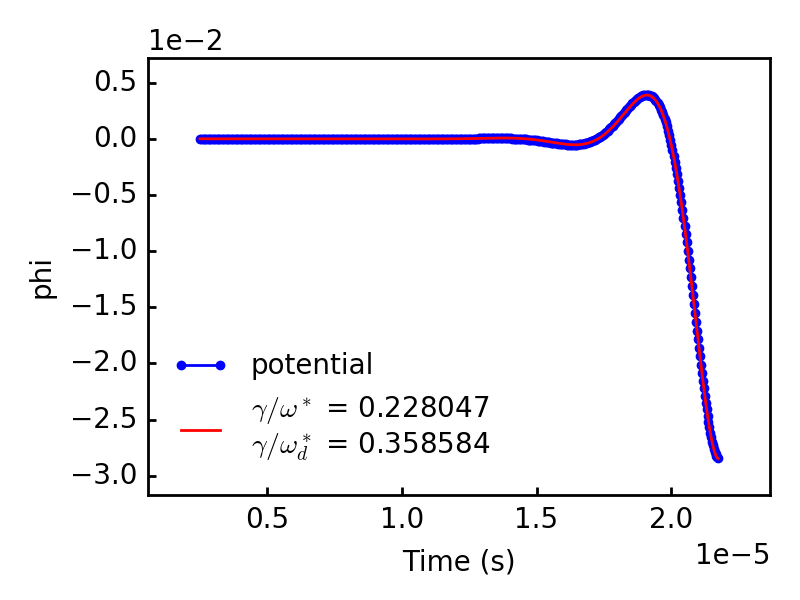 1e−2
0.5
0.0
−0.5
−1.0
−1.5
−2.0
−2.5
−3.0
phi
potential
γ/ω* = 0.228047
γ/ω*_d = 0.358584
0.5 1.0 1.5 2.0
1e−5
Time (s)